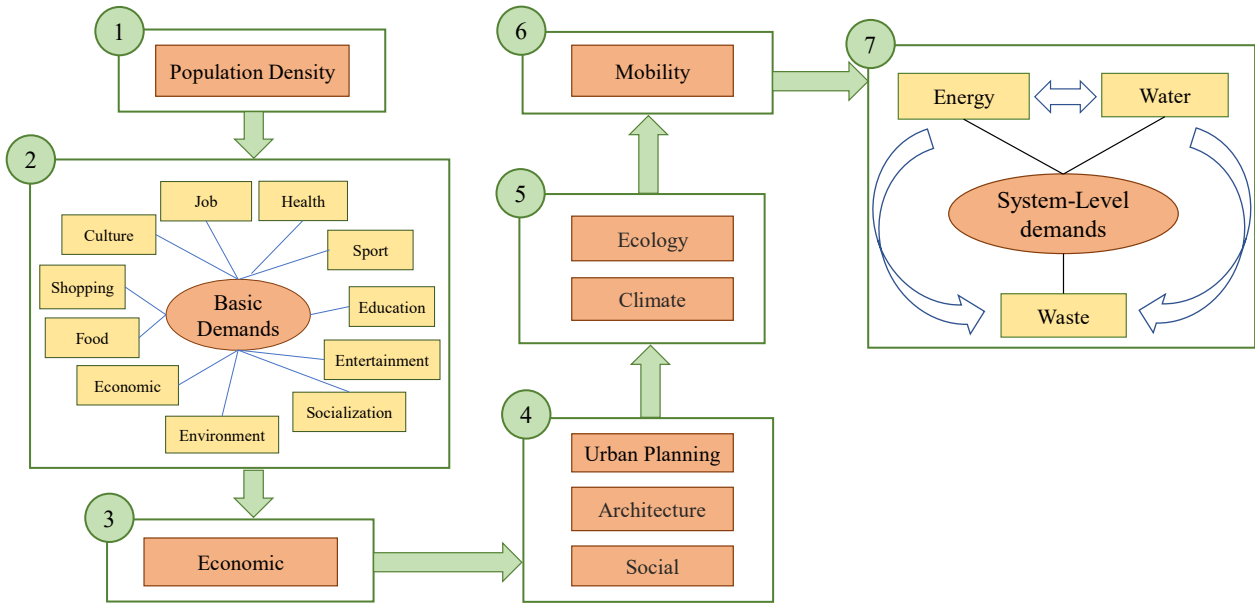 1
Population Density
2
Job
Health
Culture
Sport
Shopping
Basic
Demands
Education
Food
Entertainment
Economic
Socialization
Environment
3
Economic
4
Urban Planning
Architecture
Social
5
Ecology
Climate
6
Mobility
7
Energy
Water
System-Level
demands
Waste